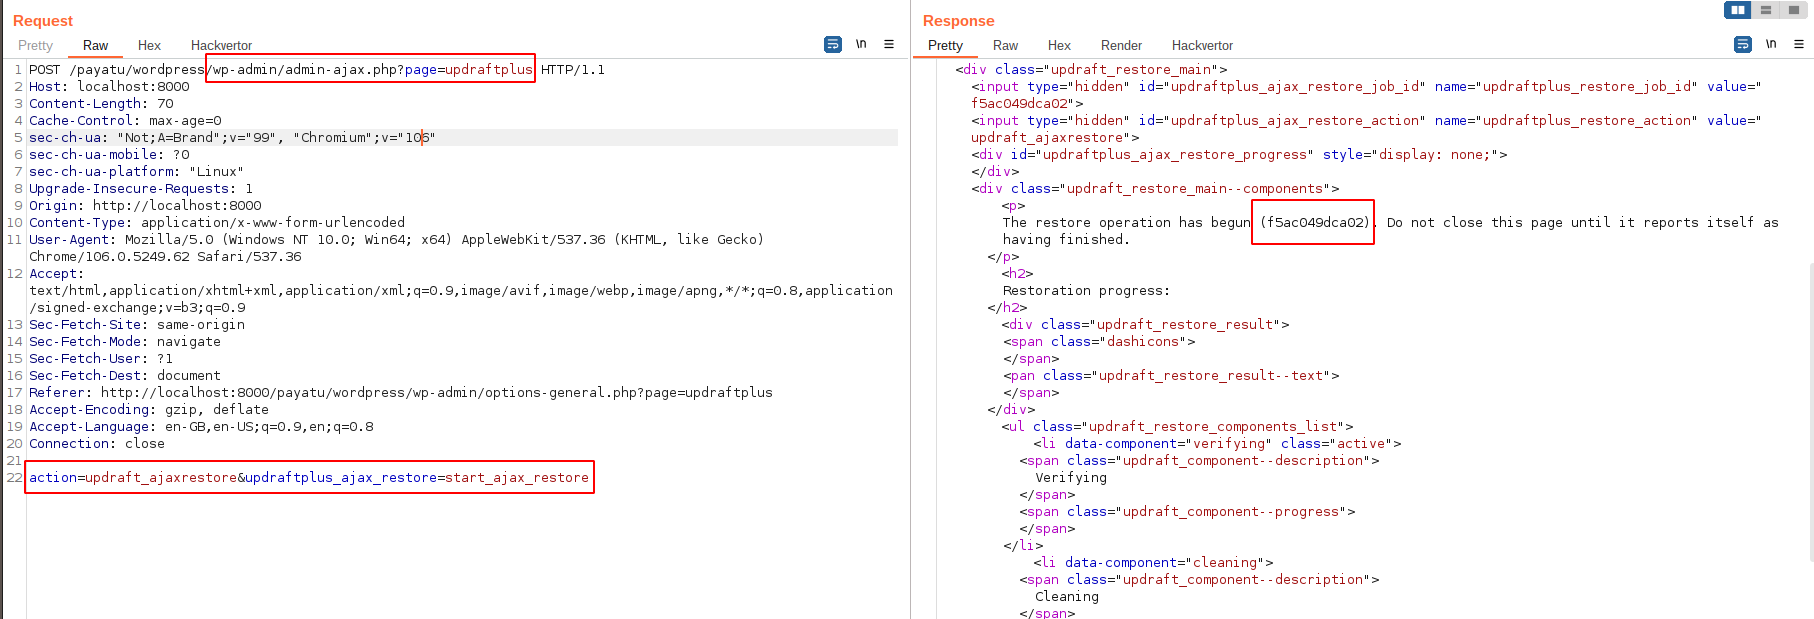 Request
Pretty Raw Hex Hackvertor
\n
1 POST /payatu/wordpress/wp-admin/admin-ajax.php?page=updraftplus HTTP/1.1
2 Host: localhost:8000
3 Content-Length: 70
4 Cache-Control: max-age=0
5 sec-ch-ua: "Not;A=Brand";v="99", "Chromium";v="106"
6 sec-ch-ua-mobile: ?0
7 sec-ch-ua-platform: "Linux"
8 Upgrade-Insecure-Requests: 1
9 Origin: http://localhost:8000
10 Content-Type: application/x-www-form-urlencoded
11 User-Agent: Mozilla/5.0 (Windows NT 10.0; Win64; x64) AppleWebKit/537.36 (KHTML, like Gecko)
Chrome/106.0.5249.62 Safari/537.36
12 Accept:
text/html,application/xhtml+xml,application/xml;q=0.9,image/avif,image/webp,image/apng,*/*;q=0.8,application
/signed-exchange;v=b3;q=0.9
13 Sec-Fetch-Site: same-origin
14 Sec-Fetch-Mode: navigate
15 Sec-Fetch-User: ?1
16 Sec-Fetch-Dest: document
17 Referer: http://localhost:8000/payatu/wordpress/wp-admin/options-general.php?page=updraftplus
18 Accept-Encoding: gzip, deflate
19 Accept-Language: en-GB,en-US;q=0.9,en;q=0.8
20 Connection: close
21
22 action=updraft_ajaxrestore&updraftplus_ajax_restore=start_ajax_restore
Response
Pretty Raw Hex Render Hackvertor
\n
<div class="updraft_restore_main">
<input type="hidden" id="updraftplus_ajax_restore_job_id" name="updraftplus_restore_job_id" value="
f5ac049dca02">
<input type="hidden" id="updraftplus_ajax_restore_action" name="updraftplus_restore_action" value="
updraft_ajaxrestore">
<div id="updraftplus_ajax_restore_progress" style="display: none;">
</div>
<div class="updraft_restore_main--components">
<p>
The restore operation has begun (f5ac049dca02). Do not close this page until it reports itself as
having finished.
</p>
<h2>
Restoration progress:
</h2>
<div class="updraft_restore_result">
<span class="dashicons">
</span>
<pan class="updraft_restore_result--text">
</span>
</div>
<ul class="updraft_restore_components_list">
<li data-component="verifying" class="active">
<span class="updraft_component--description">
Verifying
</span>
<span class="updraft_component--progress">
</span>
</li>
<li data-component="cleaning">
<span class="updraft_component--description">
Cleaning
</span>